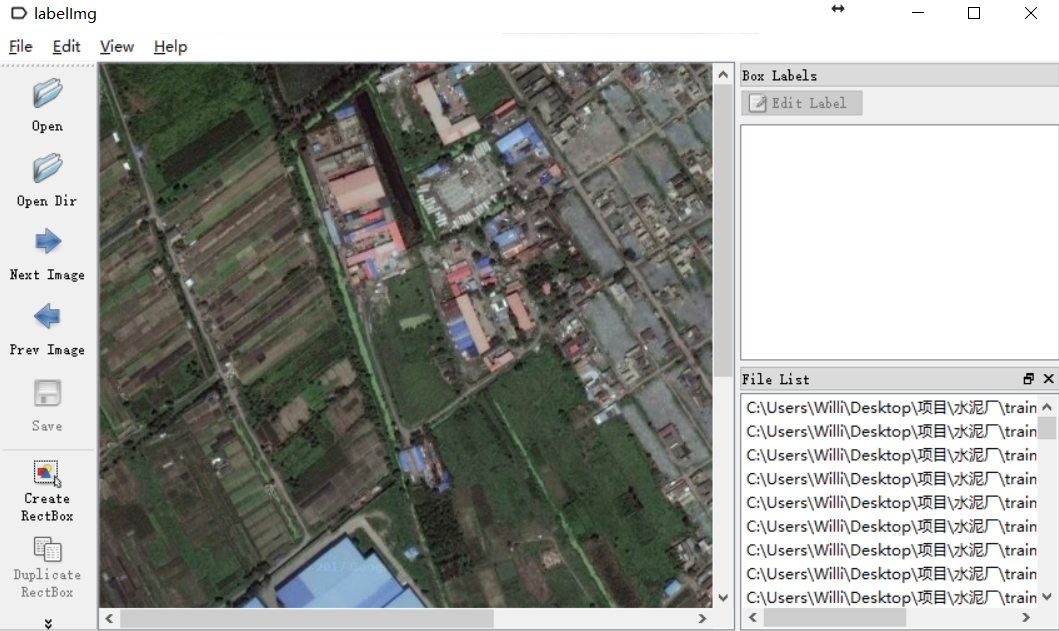 labelImg
File Edit View Help
Open
Open Dir
Next Image
Prev Image
Save
Create
RectBox
Duplicate
RectBox
Box Labels
Edit Label
File List
C:\Users\Willi\Desktop\项目\水泥厂\train
C:\Users\Willi\Desktop\项目\水泥厂\train
C:\Users\Willi\Desktop\项目\水泥厂\train
C:\Users\Willi\Desktop\项目\水泥厂\train
C:\Users\Willi\Desktop\项目\水泥厂\train
C:\Users\Willi\Desktop\项目\水泥厂\train
C:\Users\Willi\Desktop\项目\水泥厂\train
C:\Users\Willi\Desktop\项目\水泥厂\train
C:\Users\Willi\Desktop\项目\水泥厂\train